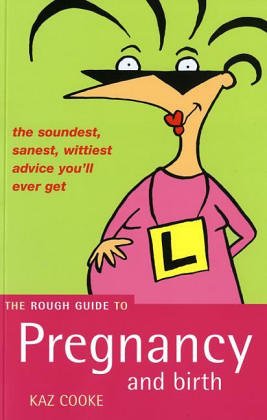 the soundest,
sanest, wittiest
advice you'll
ever get
L
THE ROUGH GUIDE TO
Pregnancy
and birth
KAZ COOKE